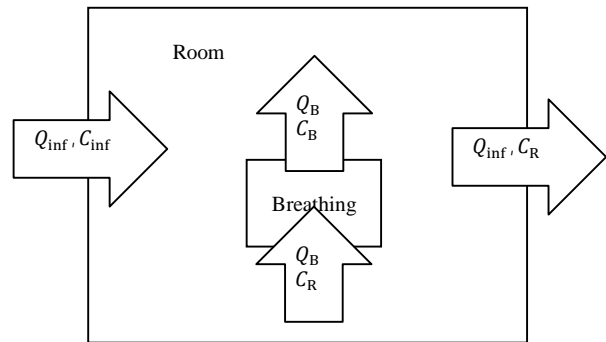 Room
Q_B
C_B
Q_inf, C_inf
Q_inf, C_R
Breathing
Q_B
C_R